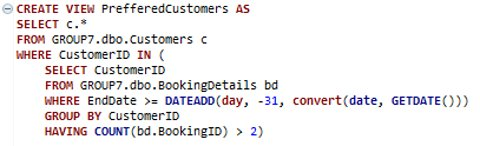 CREATE VIEW PrefferedCustomers AS
SELECT c.*
FROM GROUP7.dbo.Customers c
WHERE CustomerID IN (
    SELECT CustomerID
    FROM GROUP7.dbo.BookingDetails bd
    WHERE EndDate >= DATEADD(day, -31, convert(date, GETDATE()))
    GROUP BY CustomerID
    HAVING COUNT(bd.BookingID) > 2)